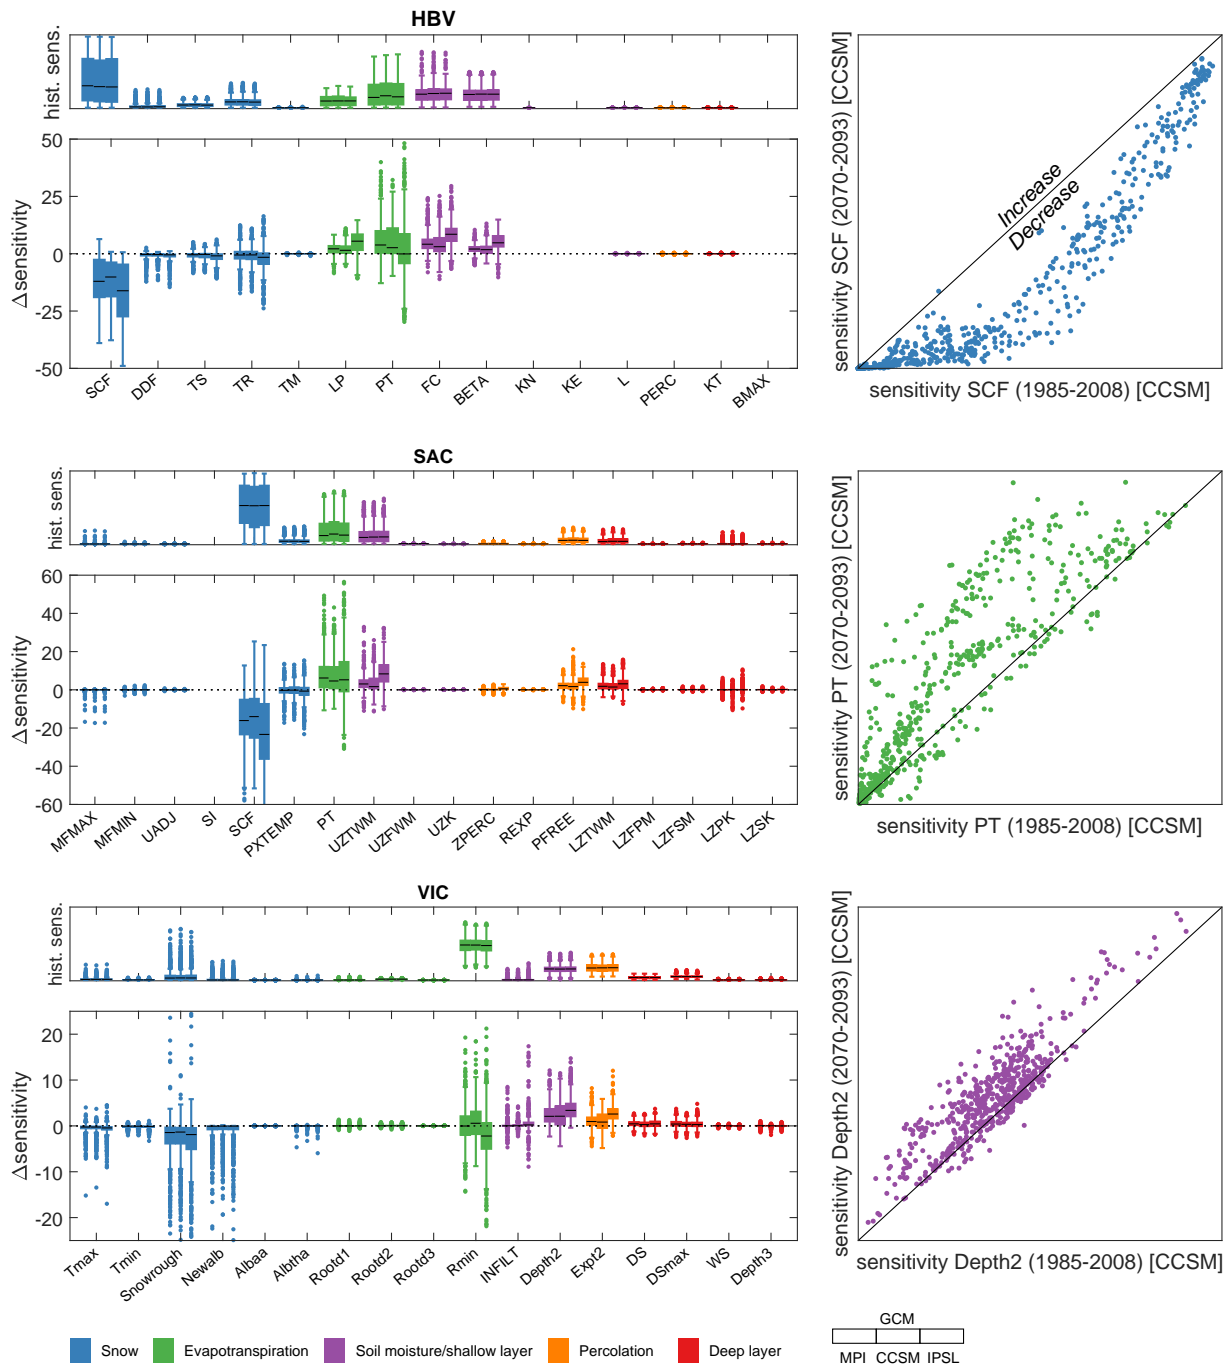 HBV
hist. sens.
50
25
0
-25
-50
Δsensitivity
SCF DDF TS TR TM LP PT FC BETA KN KE L PERC KT BMAX
sensitivity SCF (2070-2093) [CCSM]
Increase
Decrease
sensitivity SCF (1985-2008) [CCSM]
SAC
hist. sens.
60
40
20
0
-20
-40
-60
Δsensitivity
MFMAX MFMIN UADJ SI SCF PXTEMP PT UZTWM UZFWM UZK ZPERC REXP PFREE LZTWM LZFPM LZFSM LZPK LZSK
sensitivity PT (2070-2093) [CCSM]
sensitivity PT (1985-2008) [CCSM]
VIC
hist. sens.
20
10
0
-10
-20
Δsensitivity
Tmax Tmin Snowrough Newalb Albaa Albtha Rootd1 Rootd2 Rootd3 Rmin INFILT Depth2 Expt2 DS DSmax WS Depth3
sensitivity Depth2 (2070-2093) [CCSM]
sensitivity Depth2 (1985-2008) [CCSM]
Snow Evapotranspiration Soil moisture/shallow layer Percolation Deep layer
GCM
MPI CCSM IPSL